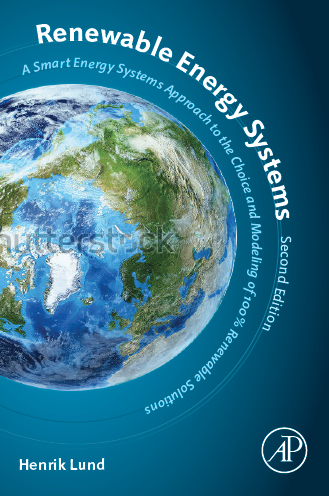 Renewable Energy Systems
A Smart Energy Systems Approach to the Choice and Modeling of 100% Renewable Solutions
Second Edition
shutterstock
Henrik Lund
AP